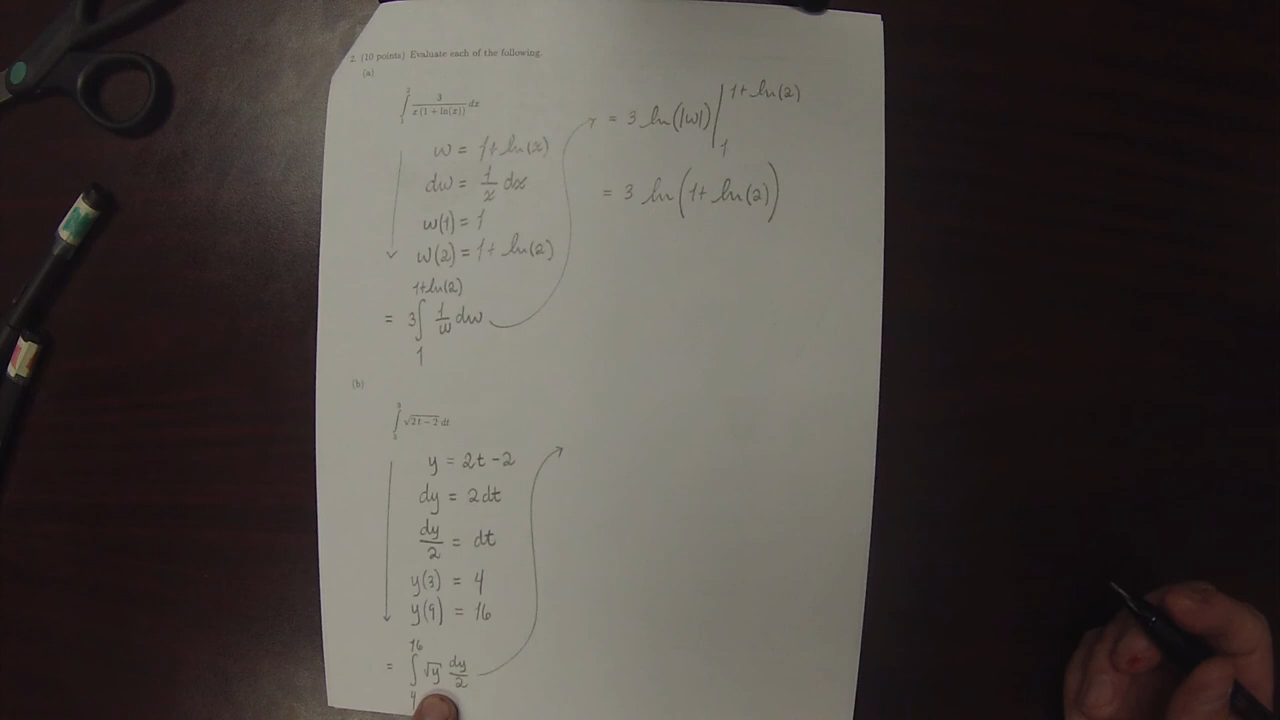 2. (10 points) Evaluate each of the following.
(a)
∫₁² 3/(x(1 + ln(x))) dx
w = 1 + ln(x)
dw = 1/x dx
w(1) = 1
w(2) = 1 + ln(2)
= 3 ∫₁^(1+ln(2)) 1/w dw
= 3 ln(|w|) |₁^(1+ln(2))
= 3 ln(1 + ln(2))
(b)
∫₃⁹ √(2t − 2) dt
y = 2t − 2
dy = 2dt
dy/2 = dt
y(3) = 4
y(9) = 16
= ∫₄¹⁶ √y dy/2